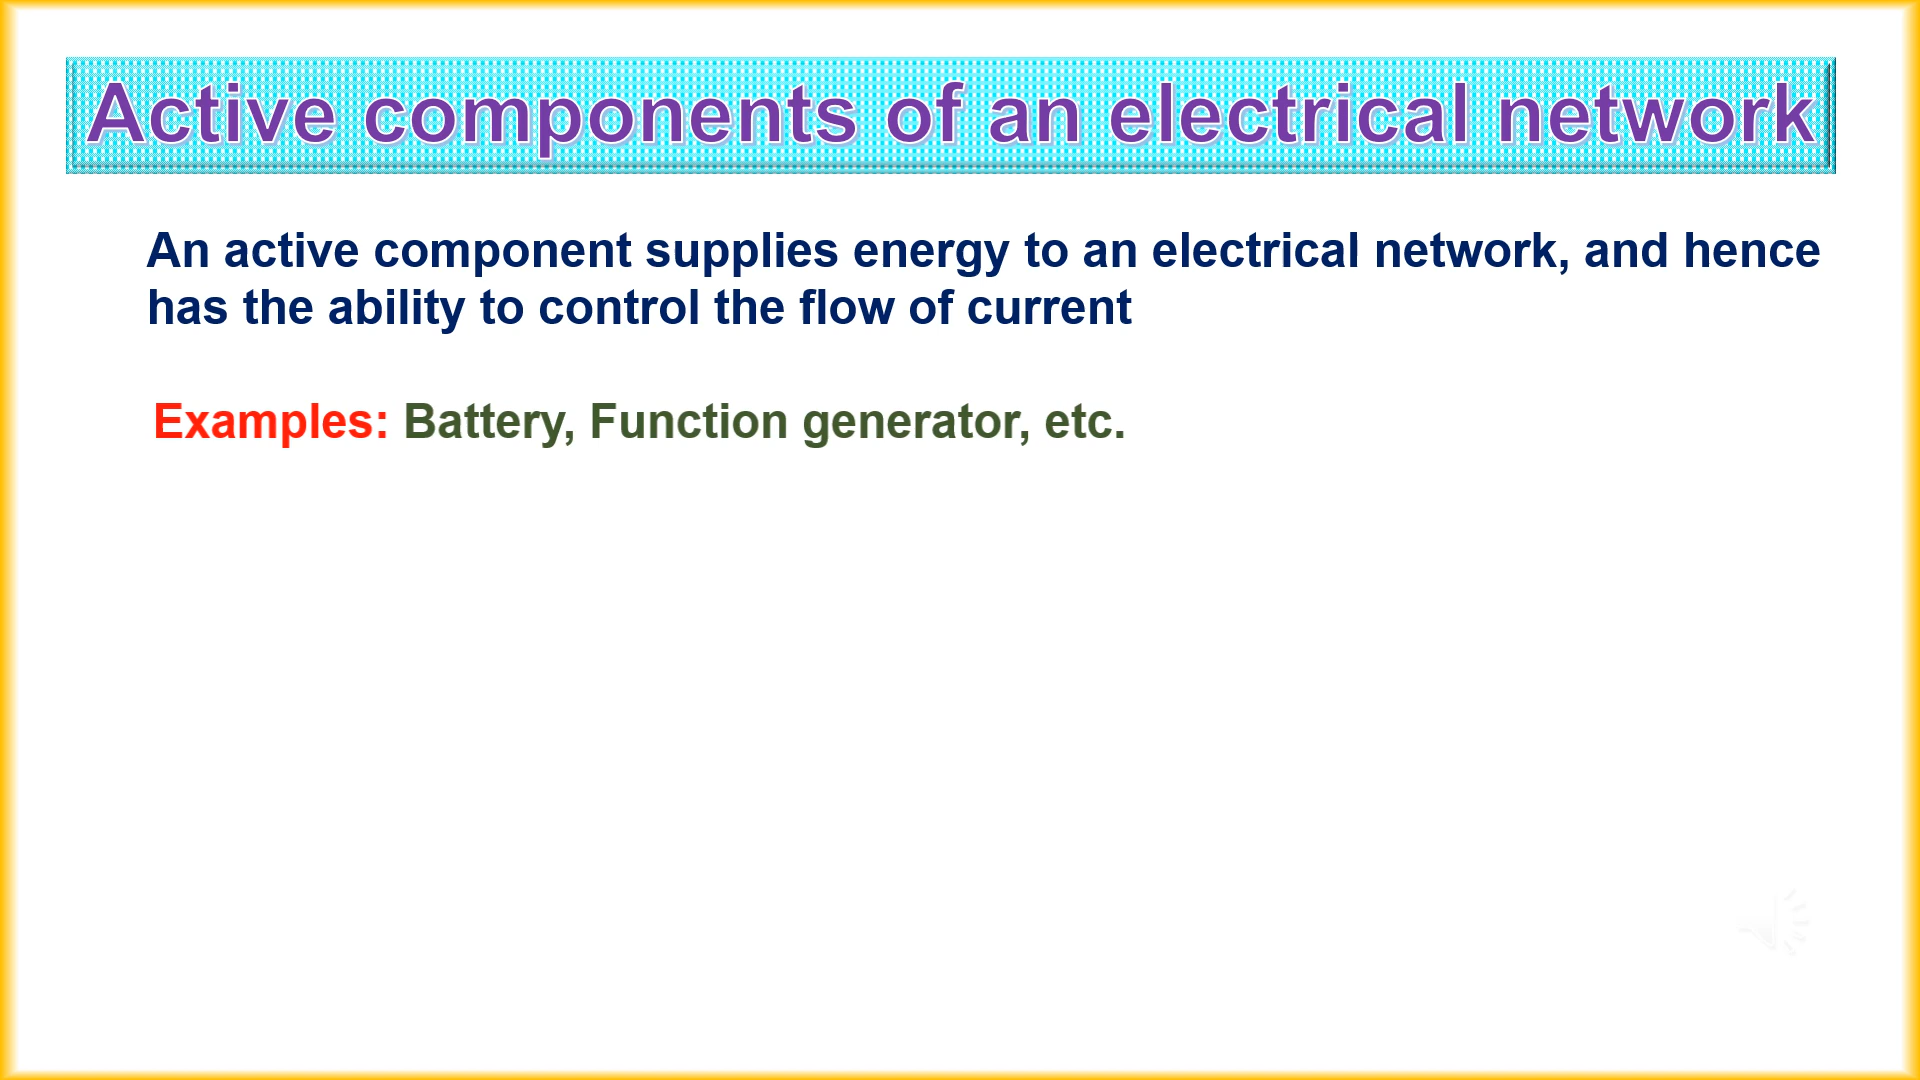 Active components of an electrical network
An active component supplies energy to an electrical network, and hence
has the ability to control the flow of current
Examples: Battery, Function generator, etc.